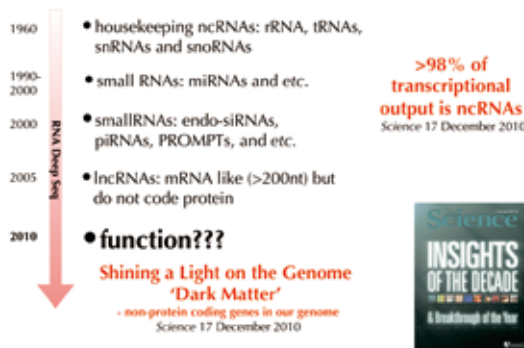 1960
•housekeeping ncRNAs: rRNA, tRNAs,
snRNAs and snoRNAs
1990-
2000
•small RNAs: miRNAs and etc.
2000
•smallRNAs: endo-siRNAs,
piRNAs, PROMPTs, and etc.
2005
•lncRNAs: mRNA like (>200nt) but
do not code protein
2010
•function???
RNA Deep Seq
Shining a Light on the Genome
'Dark Matter'
- non-protein coding genes in our genome
Science 17 December 2010
>98% of
transcriptional
output is ncRNAs
Science 17 December 2010
Science
INSIGHTS
OF THE DECADE
& Breakthrough of the Year